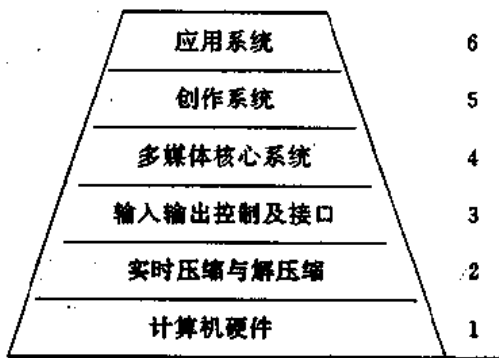 应用系统 6
创作系统 5
多媒体核心系统 4
输入输出控制及接口 3
实时压缩与解压缩 2
计算机硬件 1